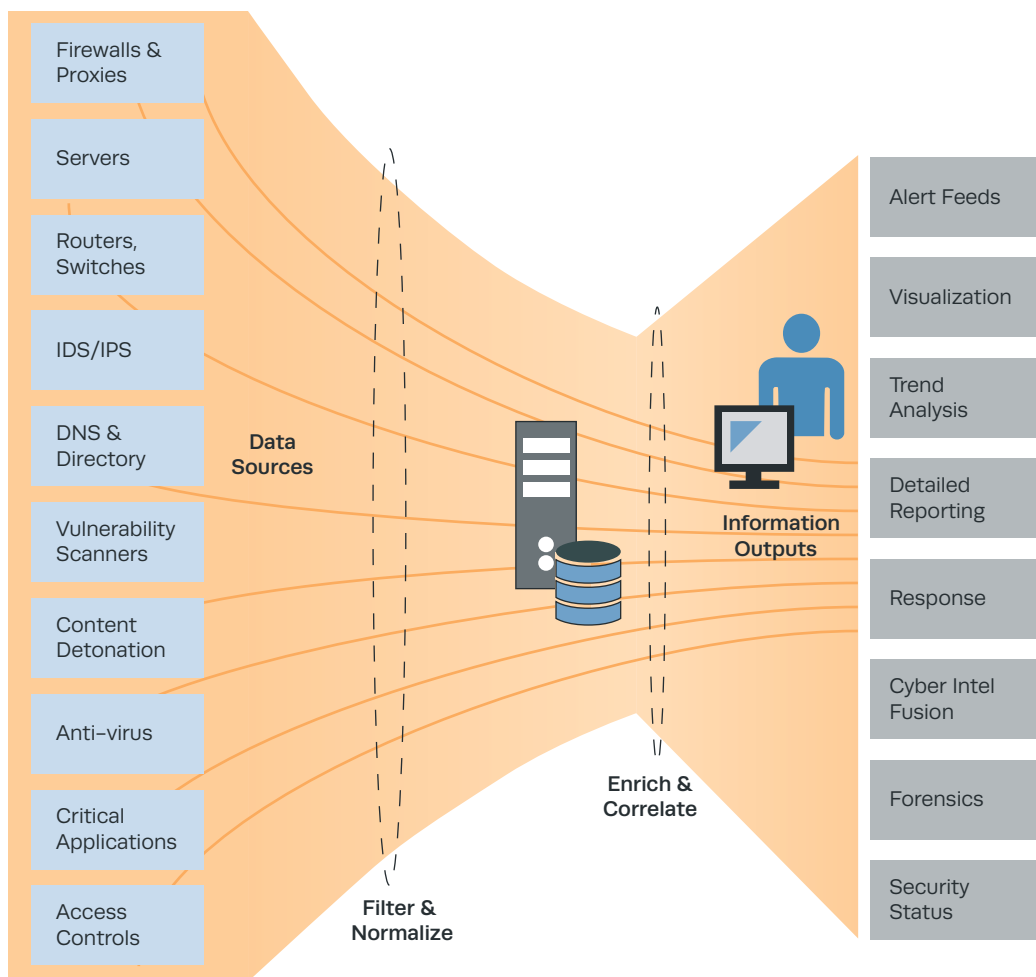 Firewalls &
Proxies
Servers
Routers,
Switches
IDS/IPS
DNS &
Directory
Vulnerability
Scanners
Content
Detonation
Anti-virus
Critical
Applications
Access
Controls
Data
Sources
Filter &
Normalize
Enrich &
Correlate
Information
Outputs
Alert Feeds
Visualization
Trend
Analysis
Detailed
Reporting
Response
Cyber Intel
Fusion
Forensics
Security
Status